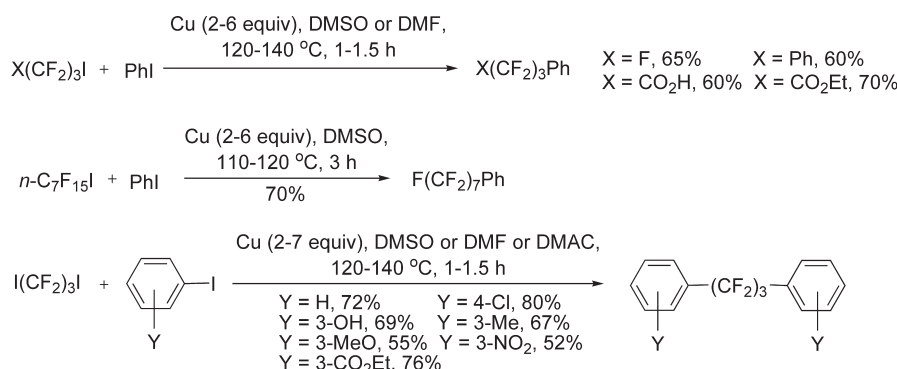 Cu (2-6 equiv), DMSO or DMF,
120-140 °C, 1-1.5 h
X(CF₂)₃I + PhI X(CF₂)₃Ph
X = F, 65% X = Ph, 60%
X = CO₂H, 60% X = CO₂Et, 70%
Cu (2-6 equiv), DMSO,
110-120 °C, 3 h
n-C₇F₁₅I + PhI F(CF₂)₇Ph
70%
Cu (2-7 equiv), DMSO or DMF or DMAC,
120-140 °C, 1-1.5 h
I(CF₂)₃I + I (CF₂)₃
Y = H, 72% Y = 4-Cl, 80%
Y = 3-OH, 69% Y = 3-Me, 67%
Y = 3-MeO, 55% Y = 3-NO₂, 52%
Y = 3-CO₂Et, 76%
Y Y Y